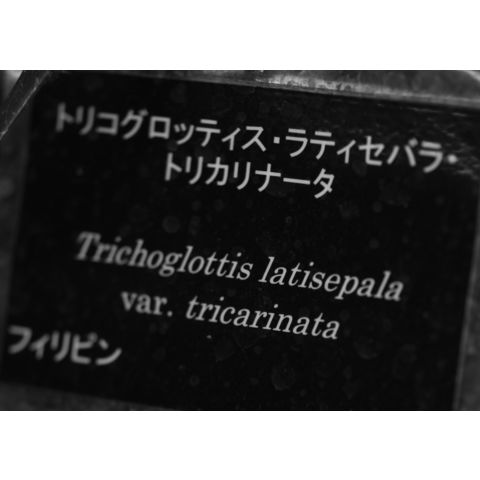 トリコグロッティス・ラティセバラ・
トリカリナータ
Trichoglottis latisepala
var. tricarinata
フィリピン